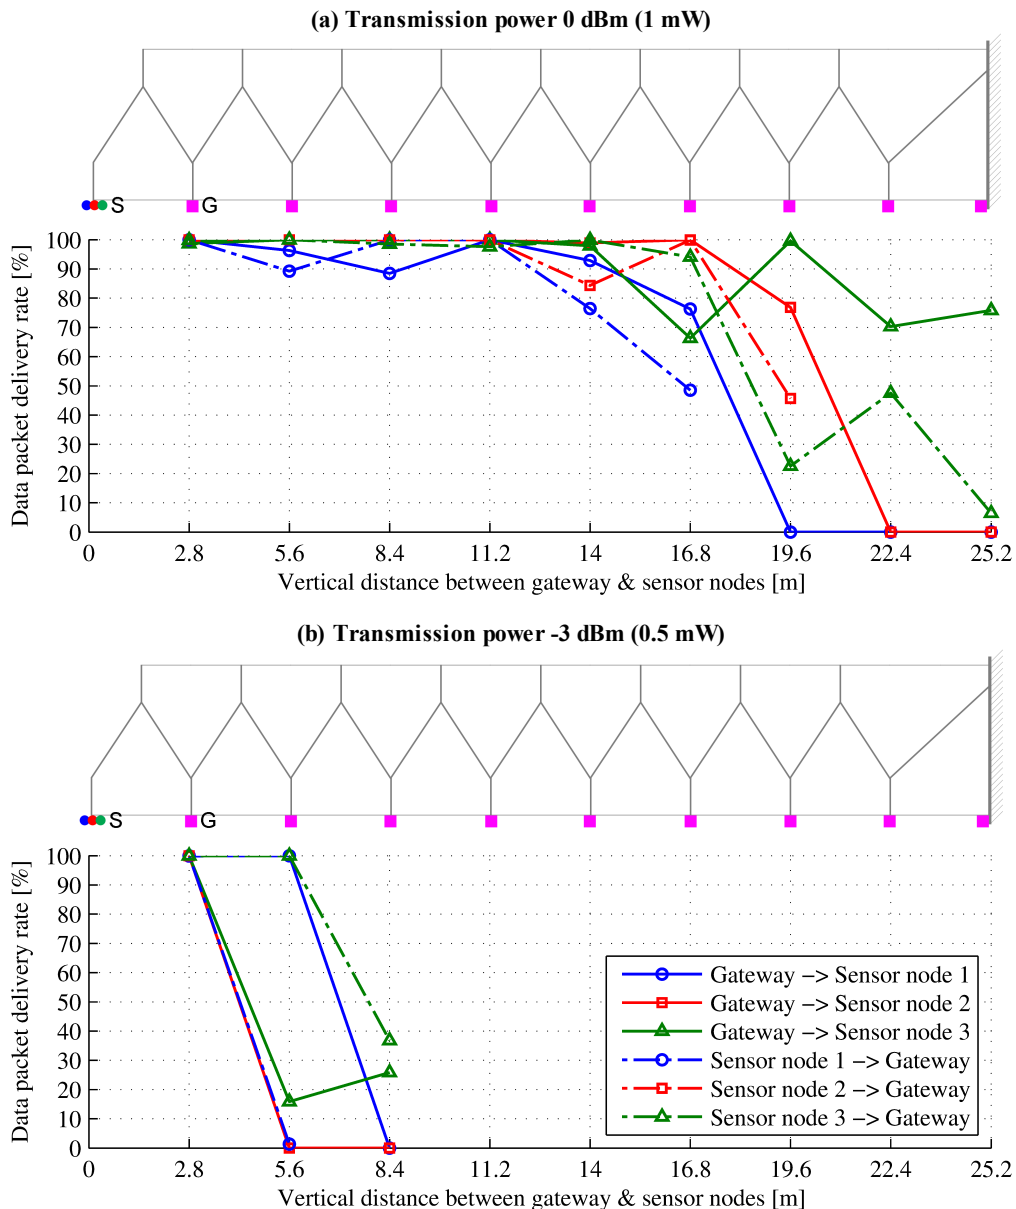 (a) Transmission power 0 dBm (1 mW)
S G
Data packet delivery rate [%]
100
90
80
70
60
50
40
30
20
10
0
0 2.8 5.6 8.4 11.2 14 16.8 19.6 22.4 25.2
Vertical distance between gateway & sensor nodes [m]
(b) Transmission power -3 dBm (0.5 mW)
S G
Data packet delivery rate [%]
100
90
80
70
60
50
40
30
20
10
0
Gateway −> Sensor node 1
Gateway −> Sensor node 2
Gateway −> Sensor node 3
Sensor node 1 −> Gateway
Sensor node 2 −> Gateway
Sensor node 3 −> Gateway
0 2.8 5.6 8.4 11.2 14 16.8 19.6 22.4 25.2
Vertical distance between gateway & sensor nodes [m]